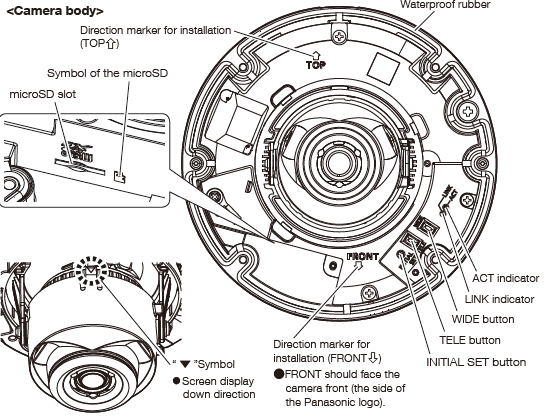 <Camera body>
Waterproof rubber
Direction marker for installation
(TOP⇧)
TOP
Symbol of the microSD
microSD slot
LINK
ACT
FRONT
ACT indicator
LINK indicator
WIDE button
TELE button
INITIAL SET button
Direction marker for
installation (FRONT⇩)
●FRONT should face the
camera front (the side of
the Panasonic logo).
“ ▼ ”Symbol
● Screen display
down direction